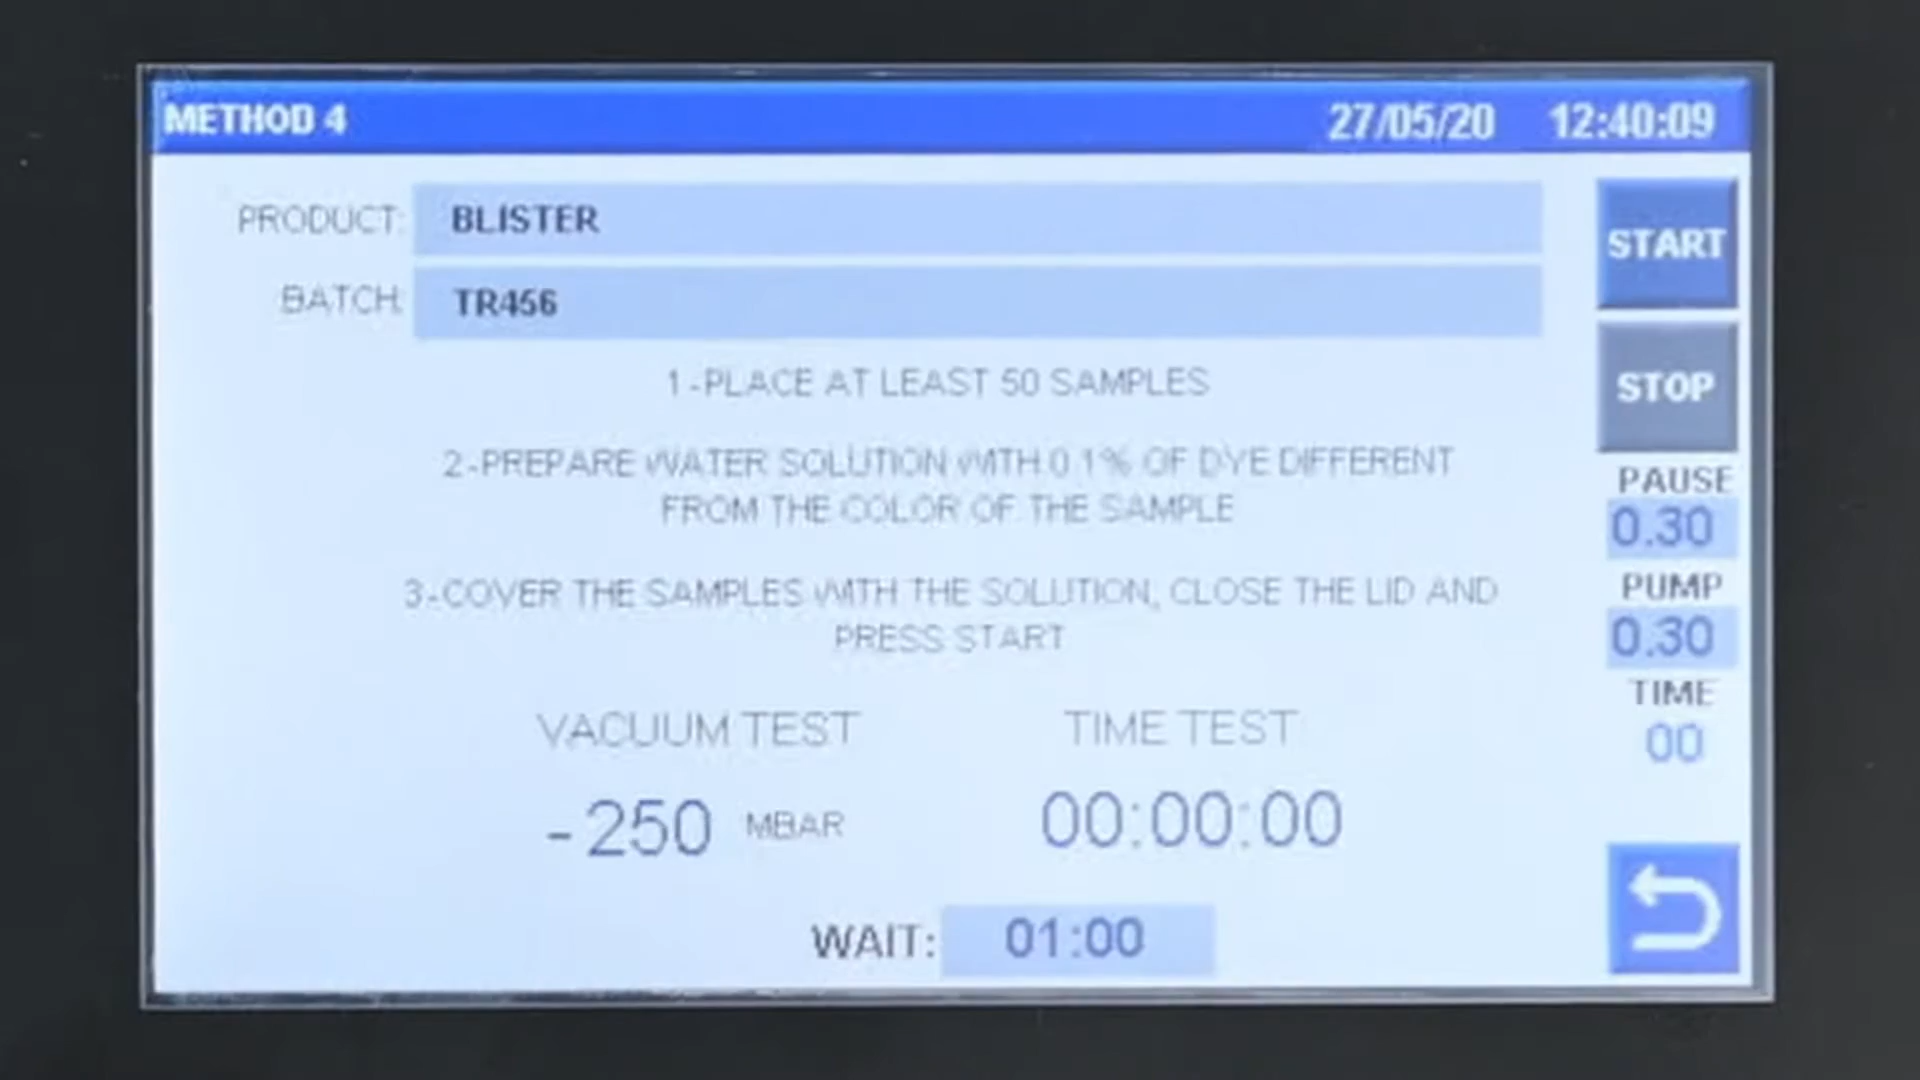 METHOD 4 27/05/20 12:40:09
PRODUCT: BLISTER
START
BATCH: TR456
1-PLACE AT LEAST 50 SAMPLES
STOP
2-PREPARE WATER SOLUTION WITH 0.1% OF DYE DIFFERENT
FROM THE COLOR OF THE SAMPLE
PAUSE
0.30
3-COVER THE SAMPLES WITH THE SOLUTION, CLOSE THE LID AND
PRESS START
PUMP
0.30
TIME
00
VACUUM TEST TIME TEST
-250 MBAR 00:00:00
WAIT: 01:00